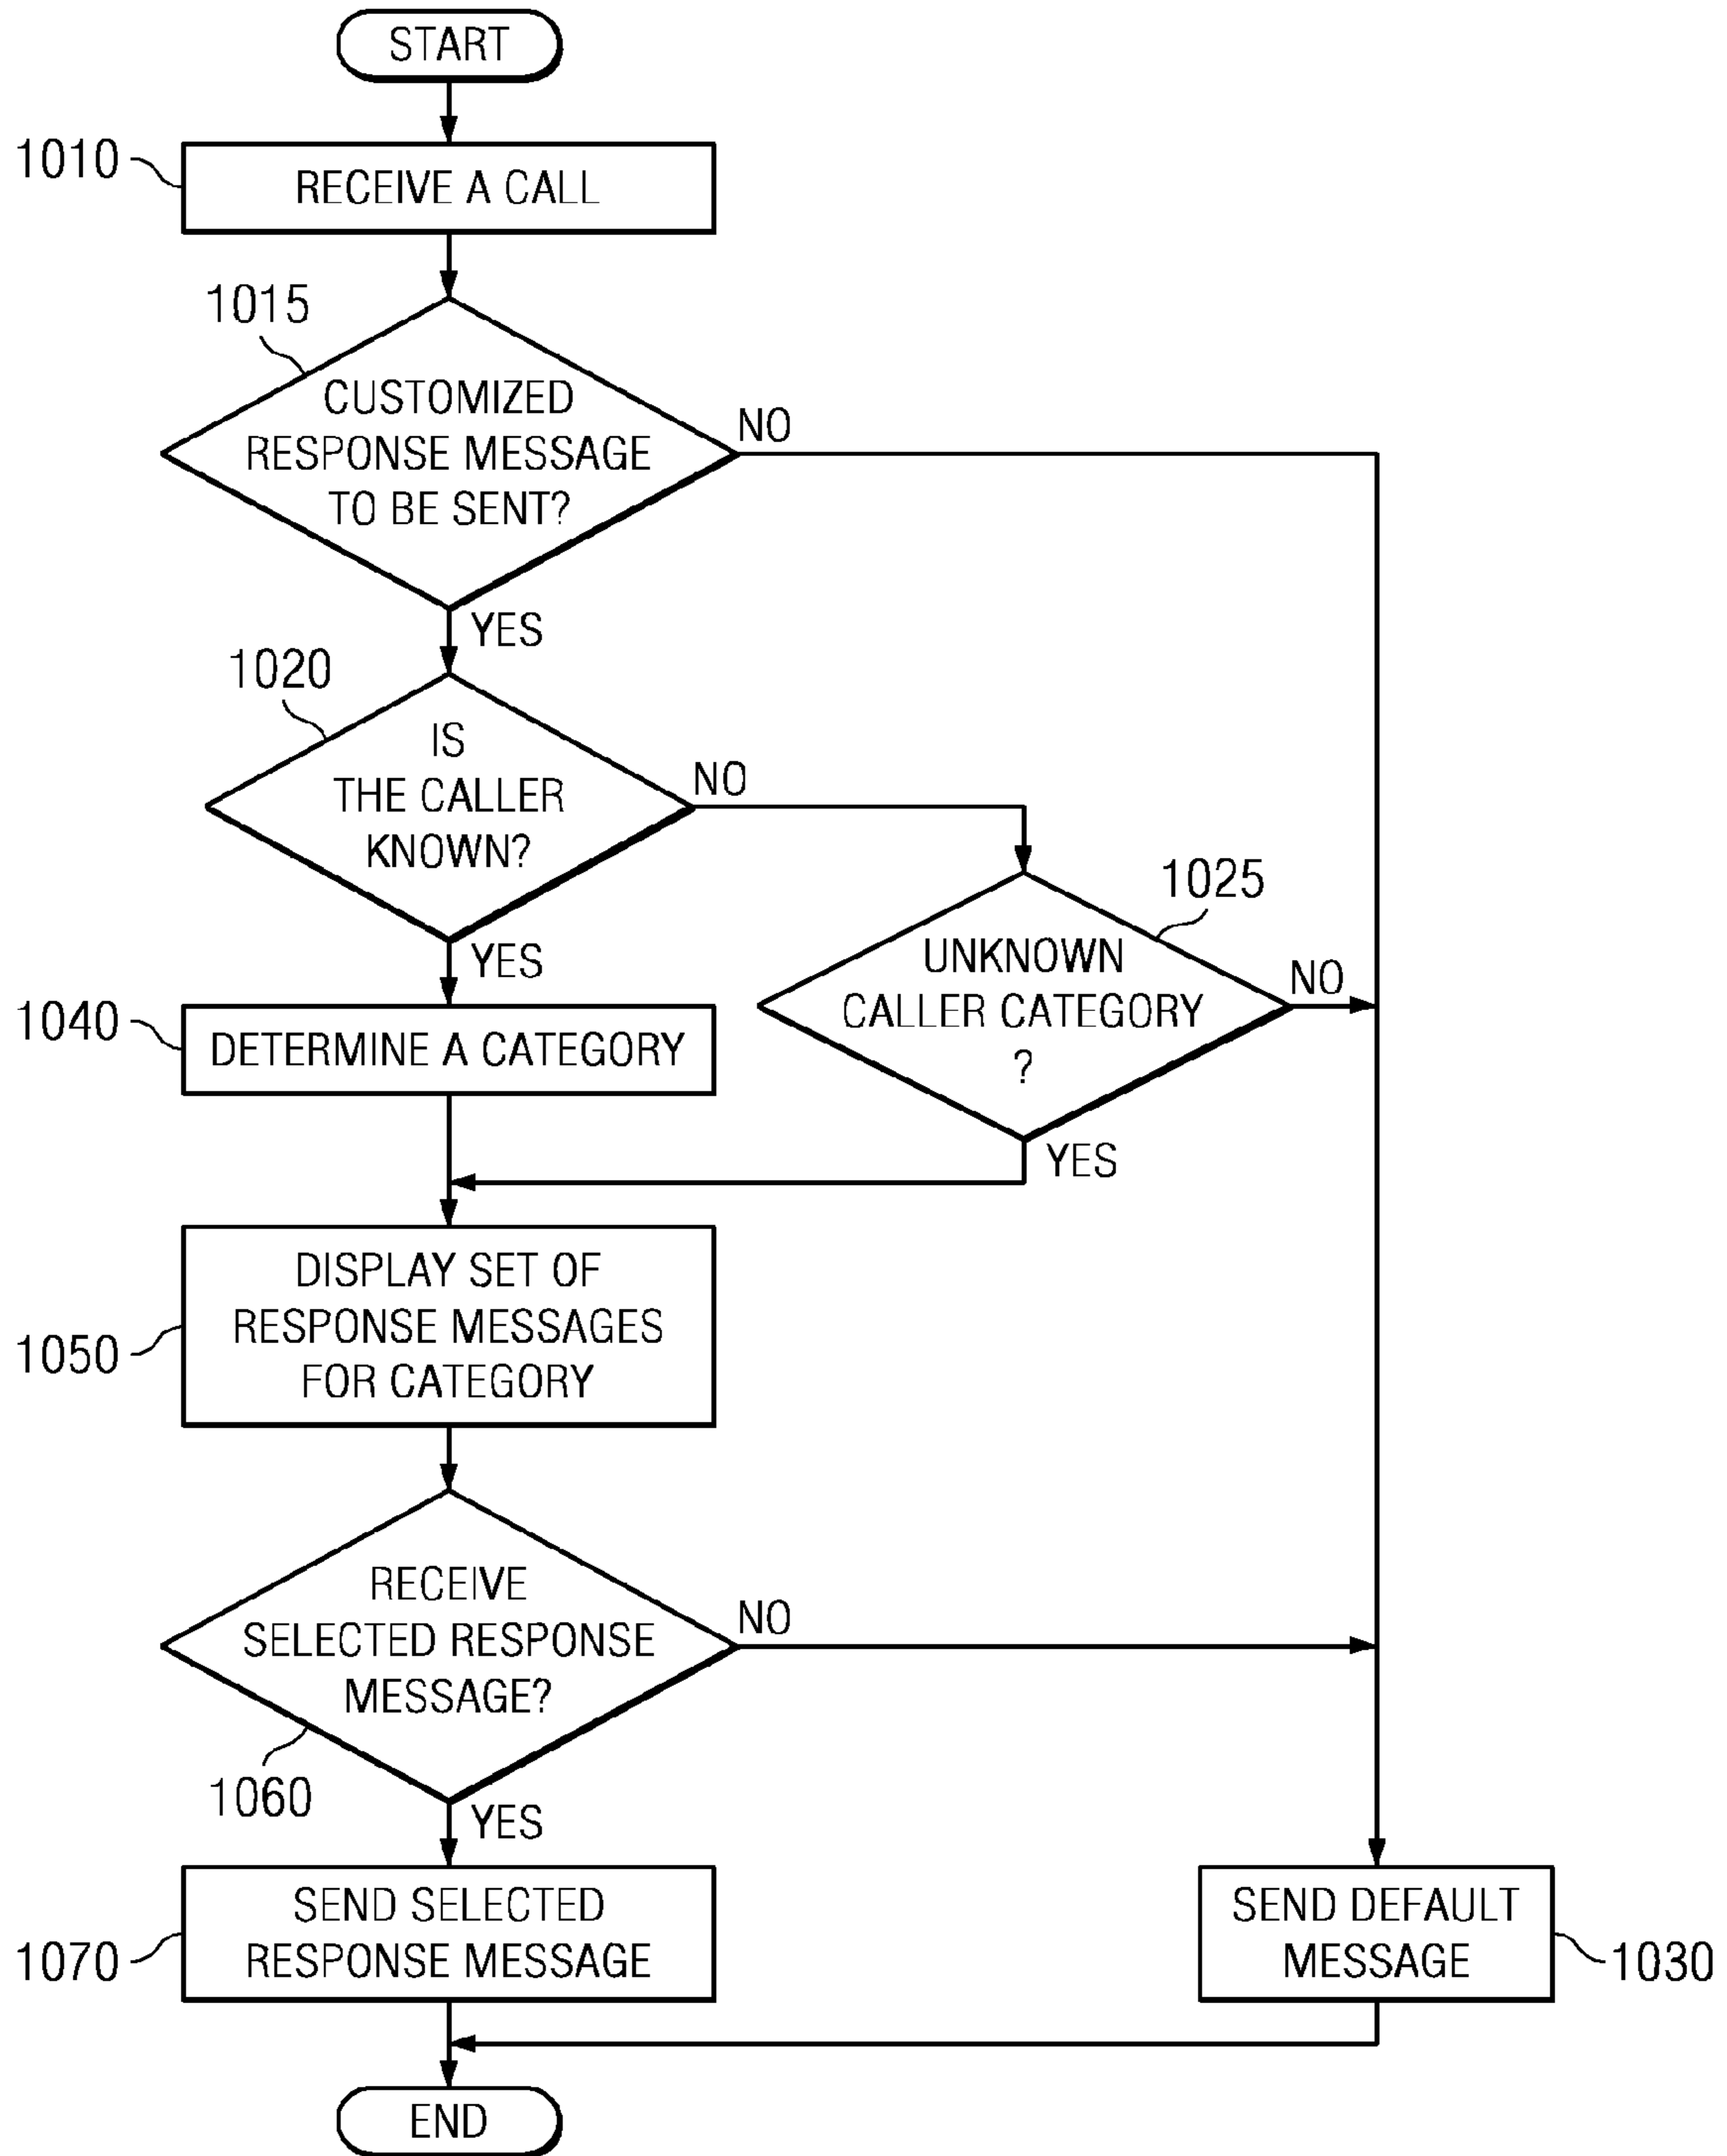 START
1010
RECEIVE A CALL
1015
CUSTOMIZED
RESPONSE MESSAGE
TO BE SENT?
NO
YES
1020
IS
THE CALLER
KNOWN?
NO
YES
1025
UNKNOWN
CALLER CATEGORY
?
NO
YES
1040
DETERMINE A CATEGORY
1050
DISPLAY SET OF
RESPONSE MESSAGES
FOR CATEGORY
RECEIVE
SELECTED RESPONSE
MESSAGE?
NO
1060
YES
1070
SEND SELECTED
RESPONSE MESSAGE
SEND DEFAULT
MESSAGE
1030
END